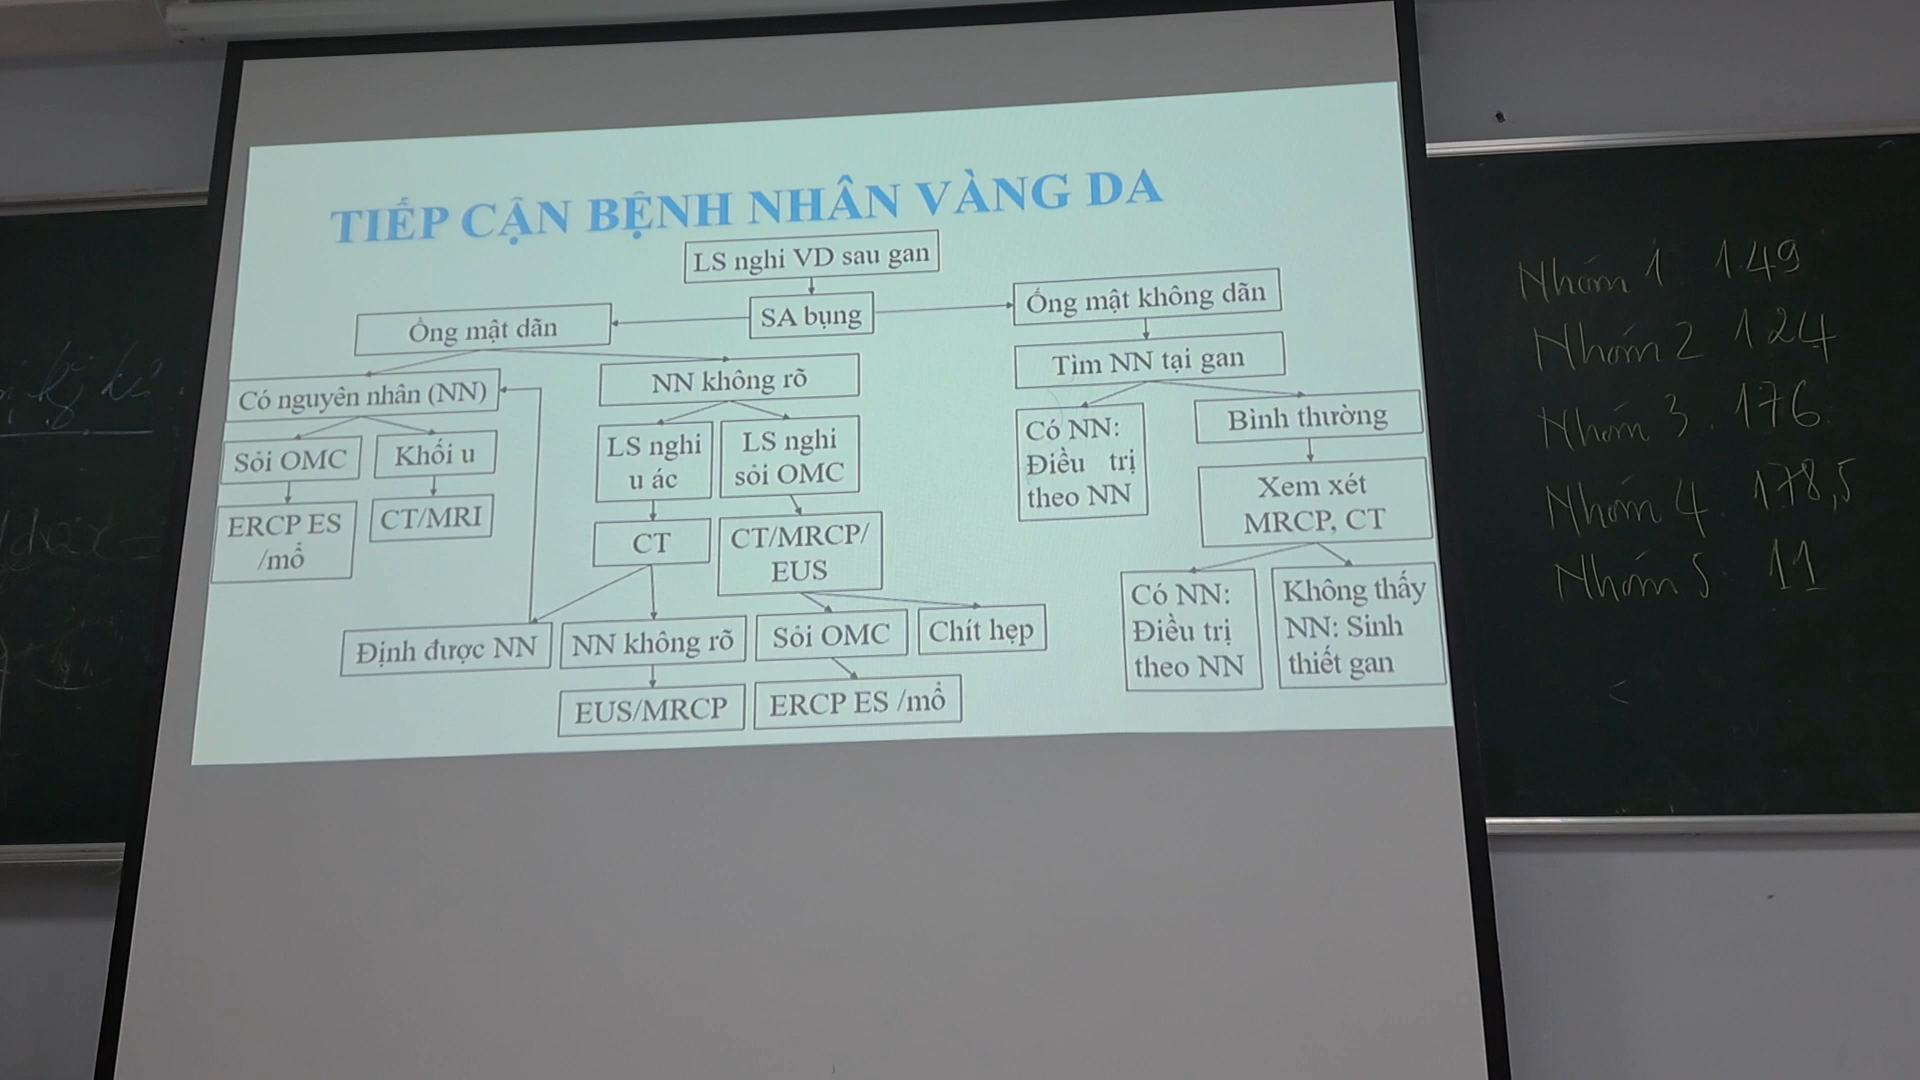 TIẾP CẬN BỆNH NHÂN VÀNG DA
LS nghi VD sau gan
SA bụng
Ống mật dãn
Ống mật không dãn
Có nguyên nhân (NN)
NN không rõ
Tìm NN tại gan
Sỏi OMC
Khối u
LS nghi
u ác
LS nghi
sỏi OMC
Có NN:
Điều trị
theo NN
Bình thường
ERCP ES
/mổ
CT/MRI
CT
CT/MRCP/
EUS
Xem xét
MRCP, CT
Định được NN
NN không rõ
Sỏi OMC
Chít hẹp
Có NN:
Điều trị
theo NN
Không thấy
NN: Sinh
thiết gan
EUS/MRCP
ERCP ES /mổ
Nhóm 1 149
Nhóm 2 124
Nhóm 3. 176
Nhóm 4. 178,5
Nhóm 5 11